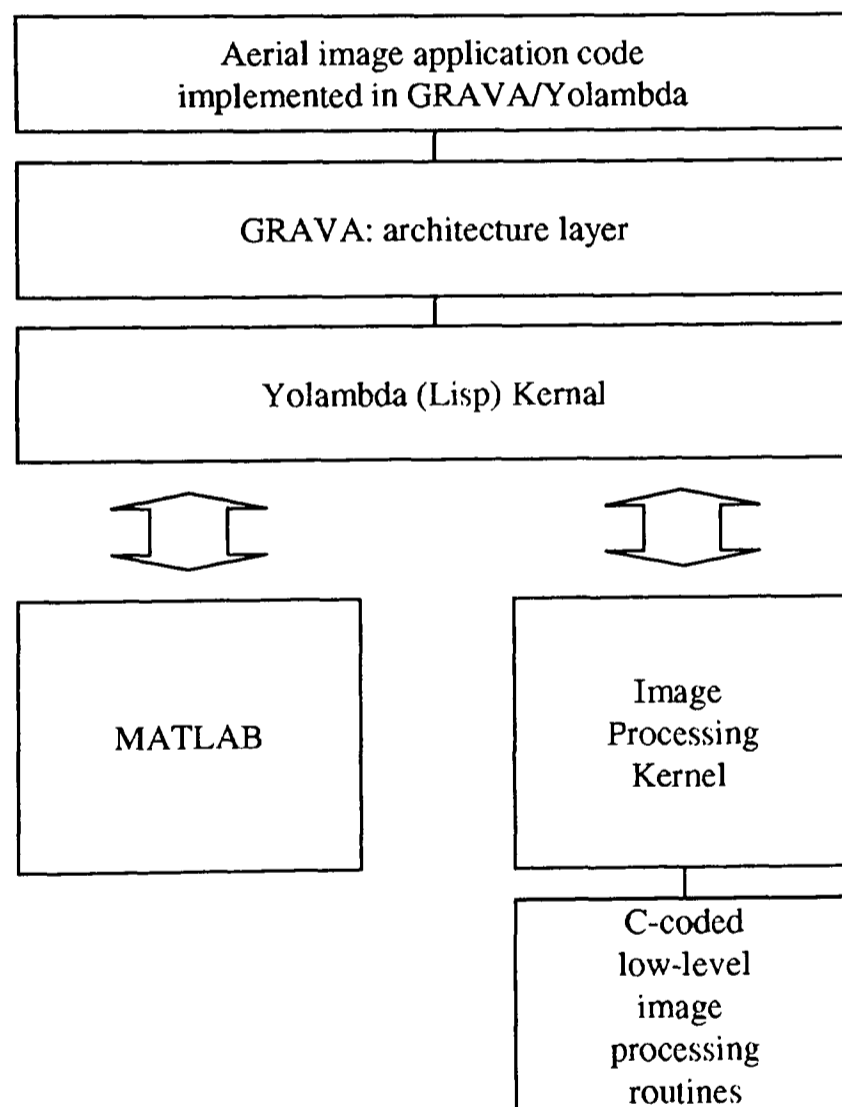 Aerial image application code
implemented in GRAVA/Yolambda
GRAVA: architecture layer
Yolambda (Lisp) Kernal
MATLAB
Image
Processing
Kernel
C-coded
low-level
image
processing
routines